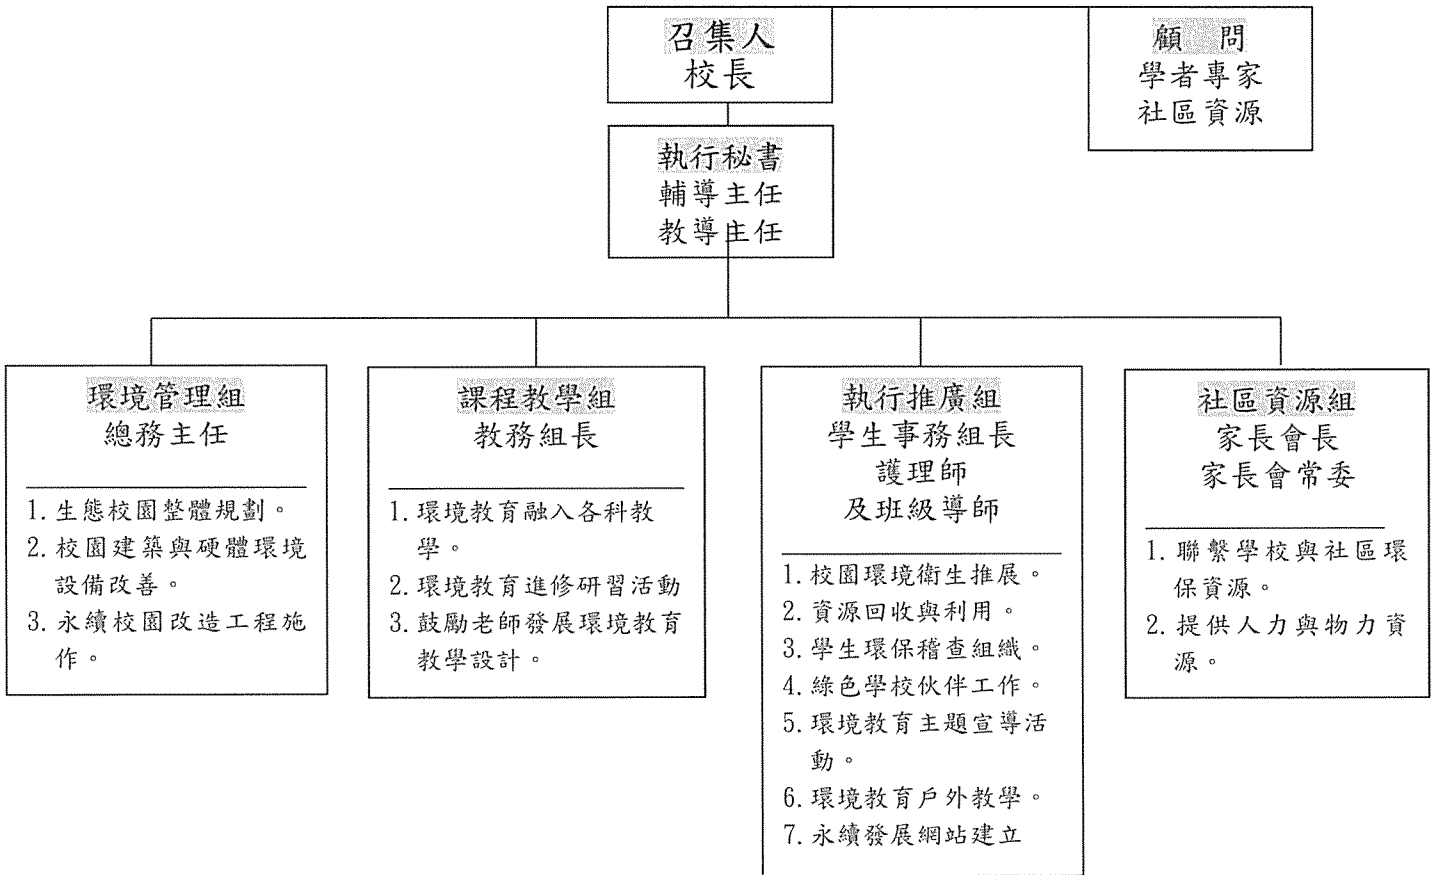 召集人
校長
顧　問
學者專家
社區資源
執行秘書
輔導主任
教導主任
環境管理組
總務主任
1. 生態校園整體規劃。
2. 校園建築與硬體環境
設備改善。
3. 永續校園改造工程施
作。
課程教學組
教務組長
1. 環境教育融入各科教
學。
2. 環境教育進修研習活動
3. 鼓勵老師發展環境教育
教學設計。
執行推廣組
學生事務組長
護理師
及班級導師
1. 校園環境衛生推展。
2. 資源回收與利用。
3. 學生環保稽查組織。
4. 綠色學校伙伴工作。
5. 環境教育主題宣導活
動。
6. 環境教育戶外教學。
7. 永續發展網站建立
社區資源組
家長會長
家長會常委
1. 聯繫學校與社區環
保資源。
2. 提供人力與物力資
源。